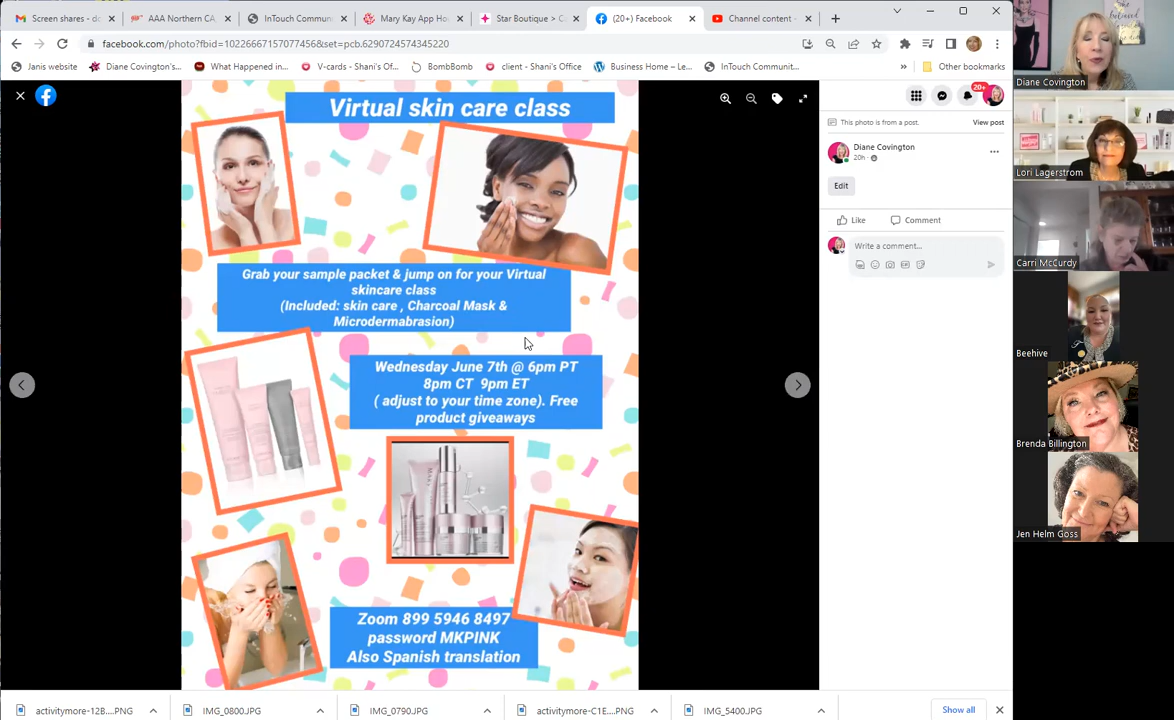 Screen shares - d
AAA Northern CA
InTouch Commun
Mary Kay App Ho
Star Boutique > C
(20+) Facebook
Channel content -
facebook.com/photo?fbid=10226667157077456&set=pcb.6290724574345220
Janis website
Diane Covington's...
What Happened in...
V-cards - Shani's Of...
BombBomb
client - Shani's Office
Business Home – Le...
InTouch Communit...
»
Other bookmarks
Virtual skin care class
Grab your sample packet & jump on for your Virtual
skincare class
(Included: skin care , Charcoal Mask &
Microdermabrasion)
Wednesday June 7th @ 6pm PT
8pm CT 9pm ET
( adjust to your time zone). Free
product giveaways
Zoom 899 5946 8497
password MKPINK
Also Spanish translation
20+
This photo is from a post.
View post
Diane Covington
20h ·
Edit
Like
Comment
Write a comment...
Diane Covington
Lori Lagerstrom
Carri McCurdy
Beehive
Brenda Billington
Jen Helm Goss
activitymore-12B....PNG
IMG_0800.JPG
IMG_0790.JPG
activitymore-C1E....PNG
IMG_5400.JPG
Show all